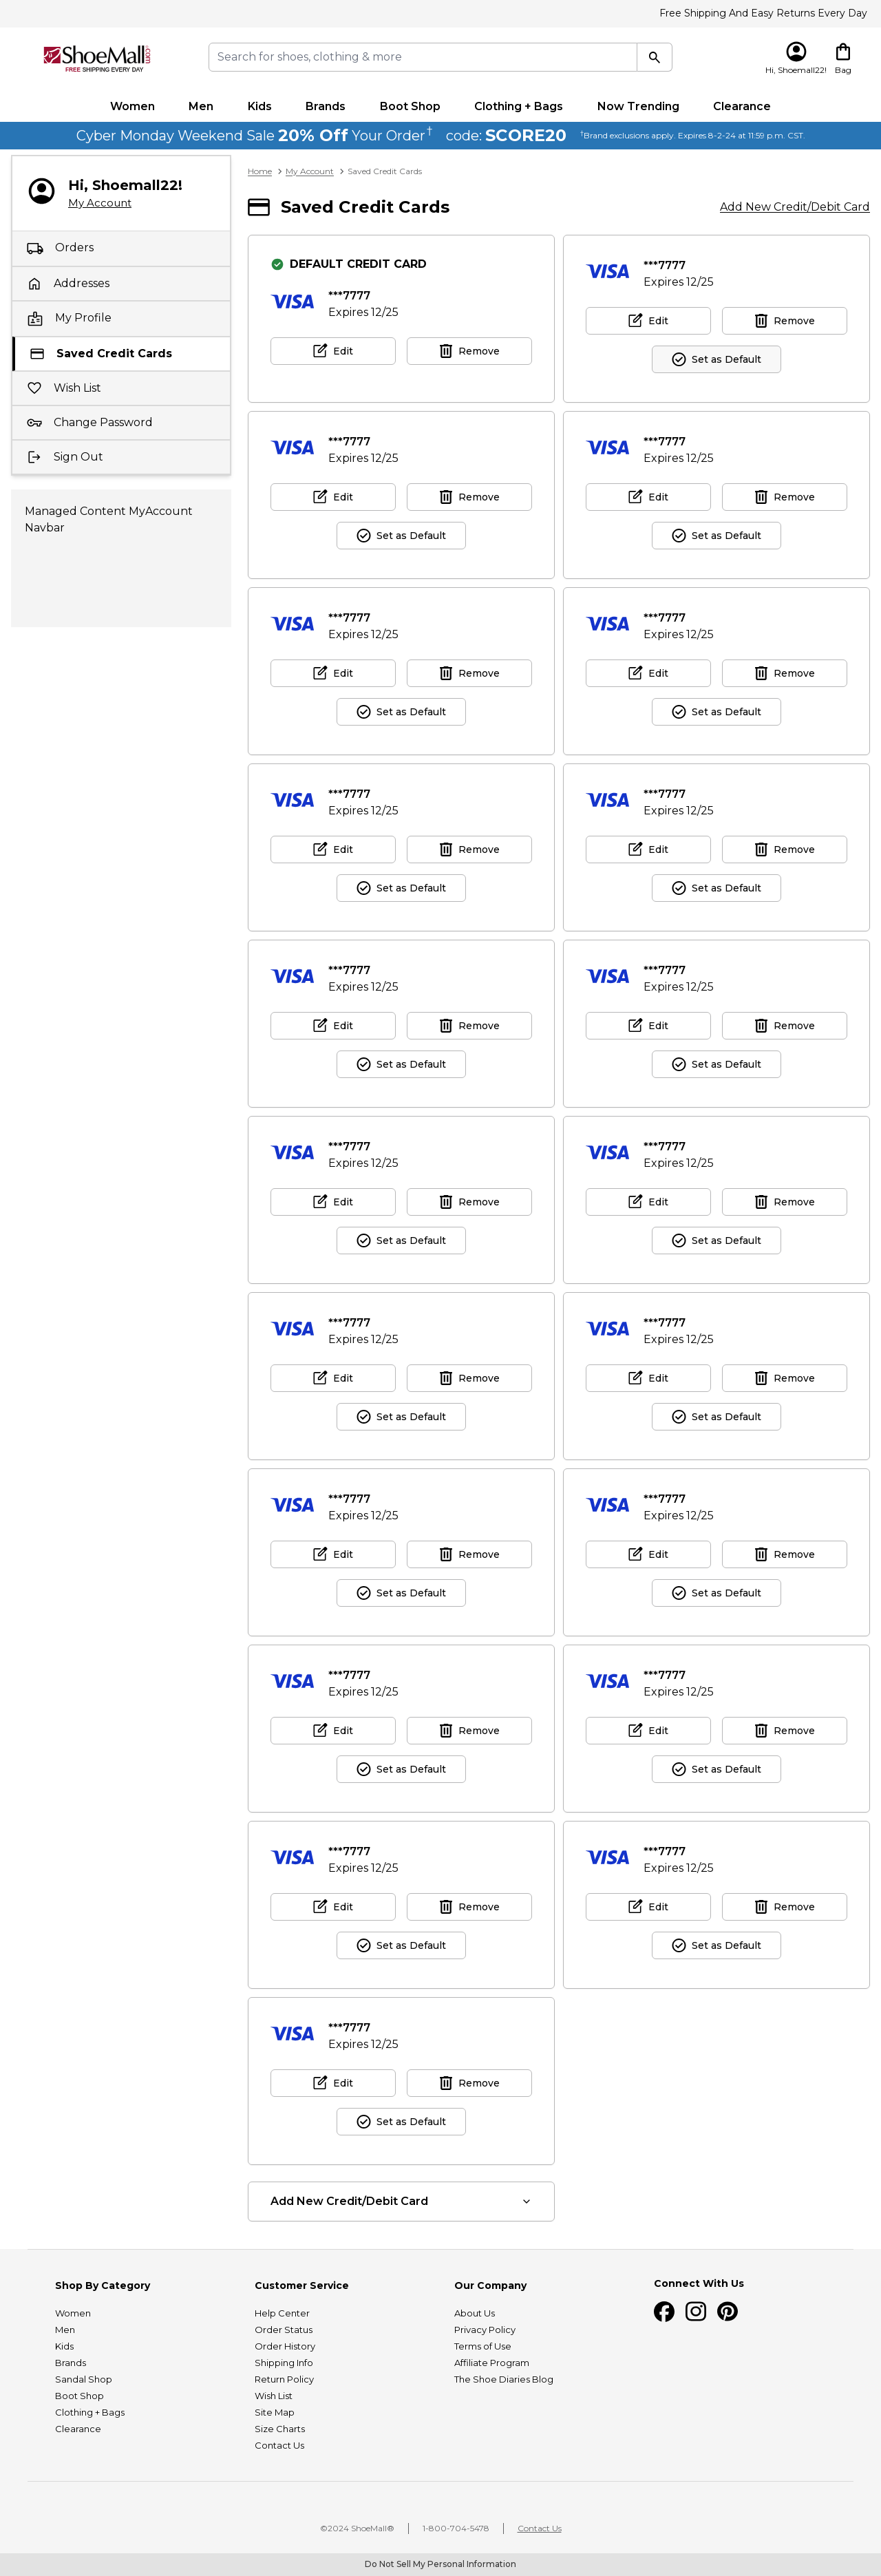 Free Shipping And Easy Returns Every Day
ShoeMall.com
FREE SHIPPING EVERY DAY
Search for shoes, clothing & more
Hi, Shoemall22!
Bag
Women Men Kids Brands Boot Shop Clothing + Bags Now Trending Clearance
Cyber Monday Weekend Sale 20% Off Your Order† code: SCORE20 †Brand exclusions apply. Expires 8-2-24 at 11:59 p.m. CST.
Hi, Shoemall22!
My Account
Orders
Addresses
My Profile
Saved Credit Cards
Wish List
Change Password
Sign Out
Managed Content MyAccount
Navbar
Home > My Account > Saved Credit Cards
Saved Credit Cards
Add New Credit/Debit Card
DEFAULT CREDIT CARD
VISA ***7777
Expires 12/25
Edit Remove
VISA ***7777
Expires 12/25
Edit Remove
Set as Default
VISA ***7777
Expires 12/25
Edit Remove
Set as Default
VISA ***7777
Expires 12/25
Edit Remove
Set as Default
VISA ***7777
Expires 12/25
Edit Remove
Set as Default
VISA ***7777
Expires 12/25
Edit Remove
Set as Default
VISA ***7777
Expires 12/25
Edit Remove
Set as Default
VISA ***7777
Expires 12/25
Edit Remove
Set as Default
VISA ***7777
Expires 12/25
Edit Remove
Set as Default
VISA ***7777
Expires 12/25
Edit Remove
Set as Default
VISA ***7777
Expires 12/25
Edit Remove
Set as Default
VISA ***7777
Expires 12/25
Edit Remove
Set as Default
VISA ***7777
Expires 12/25
Edit Remove
Set as Default
VISA ***7777
Expires 12/25
Edit Remove
Set as Default
VISA ***7777
Expires 12/25
Edit Remove
Set as Default
VISA ***7777
Expires 12/25
Edit Remove
Set as Default
VISA ***7777
Expires 12/25
Edit Remove
Set as Default
VISA ***7777
Expires 12/25
Edit Remove
Set as Default
VISA ***7777
Expires 12/25
Edit Remove
Set as Default
VISA ***7777
Expires 12/25
Edit Remove
Set as Default
VISA ***7777
Expires 12/25
Edit Remove
Set as Default
Add New Credit/Debit Card
Shop By Category
Women
Men
Kids
Brands
Sandal Shop
Boot Shop
Clothing + Bags
Clearance
Customer Service
Help Center
Order Status
Order History
Shipping Info
Return Policy
Wish List
Site Map
Size Charts
Contact Us
Our Company
About Us
Privacy Policy
Terms of Use
Affiliate Program
The Shoe Diaries Blog
Connect With Us
©2024 ShoeMall® | 1-800-704-5478 | Contact Us
Do Not Sell My Personal Information